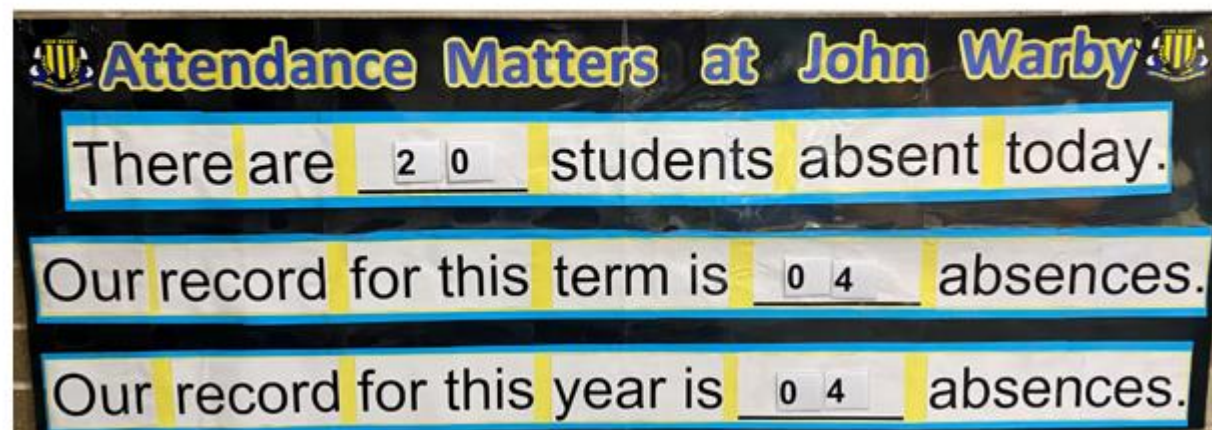 Attendance Matters at John Warby
There are 20 students absent today.
Our record for this term is 04 absences.
Our record for this year is 04 absences.